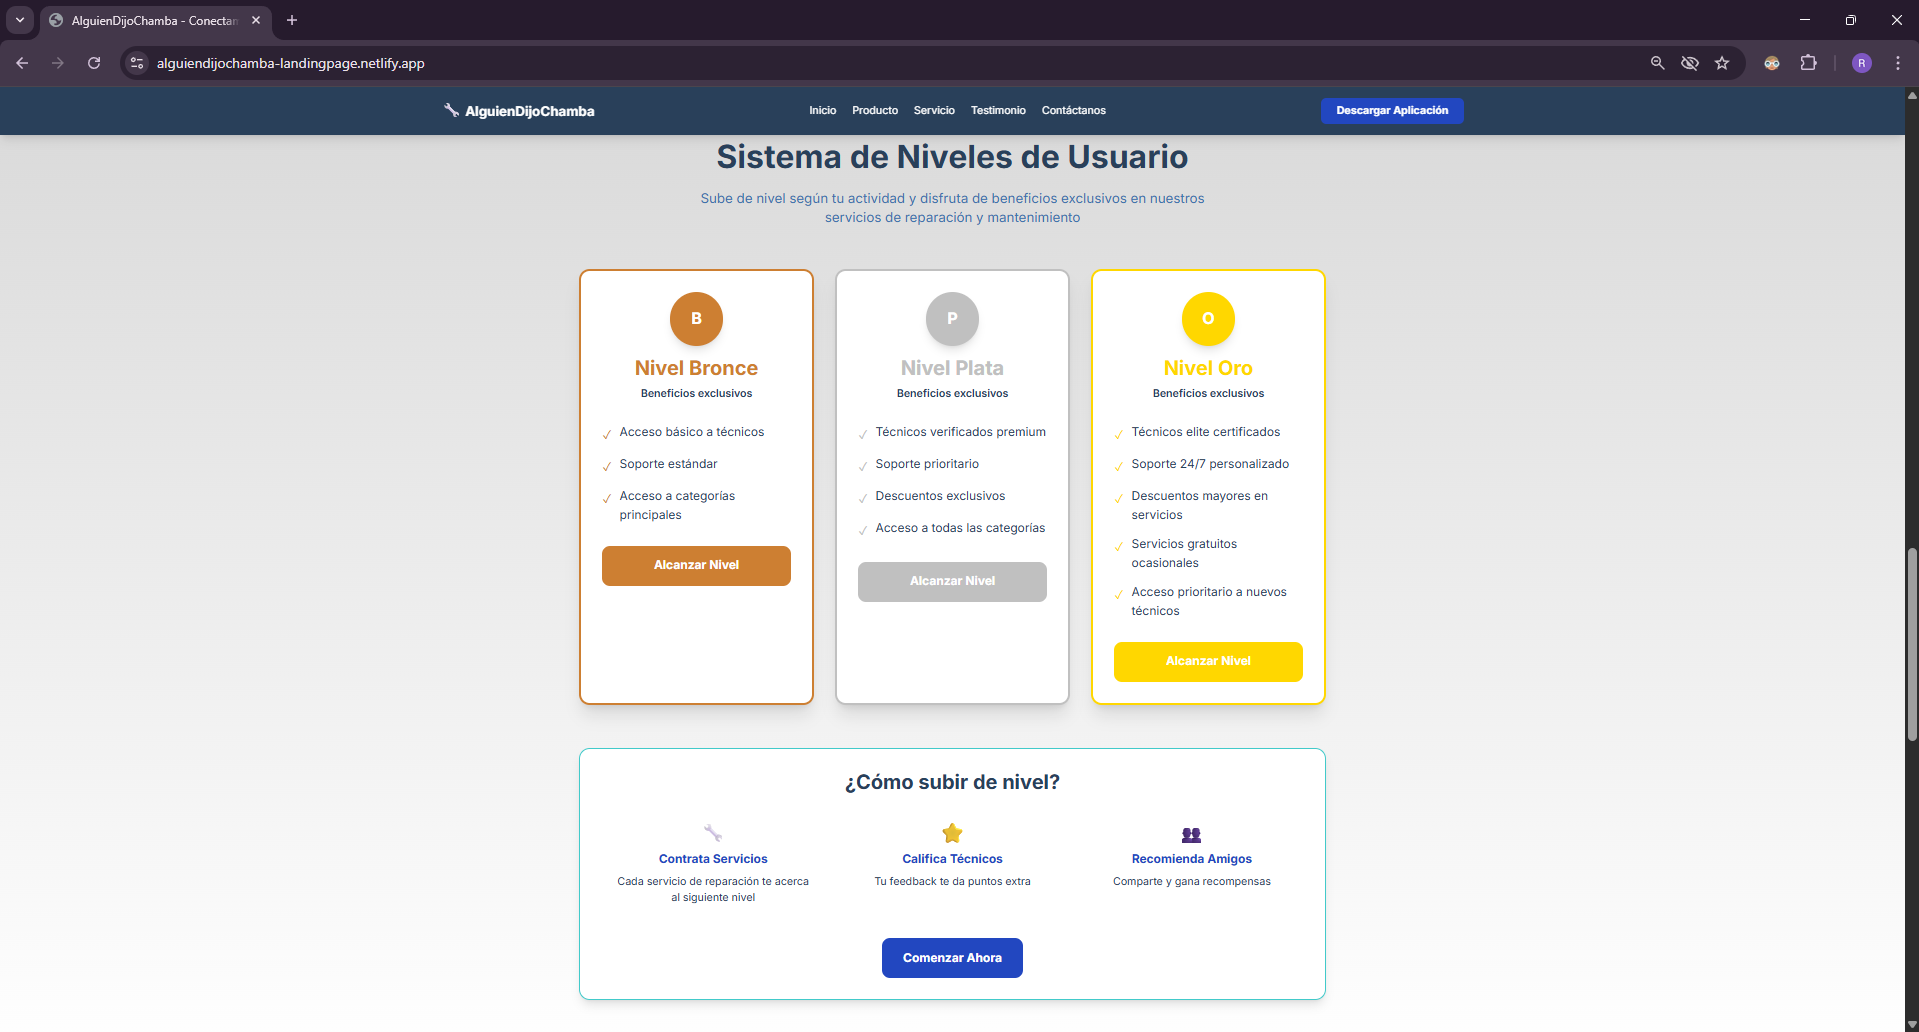 AlguienDijoChamba - Conectan
alguiendijochamba-landingpage.netlify.app
R
AlguienDijoChamba
Inicio
Producto
Servicio
Testimonio
Contáctanos
Descargar Aplicación
Sistema de Niveles de Usuario
Sube de nivel según tu actividad y disfruta de beneficios exclusivos en nuestros
servicios de reparación y mantenimiento
B
Nivel Bronce
Beneficios exclusivos
✓ Acceso básico a técnicos
✓ Soporte estándar
✓ Acceso a categorías
principales
Alcanzar Nivel
P
Nivel Plata
Beneficios exclusivos
✓ Técnicos verificados premium
✓ Soporte prioritario
✓ Descuentos exclusivos
✓ Acceso a todas las categorías
Alcanzar Nivel
O
Nivel Oro
Beneficios exclusivos
✓ Técnicos elite certificados
✓ Soporte 24/7 personalizado
✓ Descuentos mayores en
servicios
✓ Servicios gratuitos
ocasionales
✓ Acceso prioritario a nuevos
técnicos
Alcanzar Nivel
¿Cómo subir de nivel?
Contrata Servicios
Cada servicio de reparación te acerca
al siguiente nivel
Califica Técnicos
Tu feedback te da puntos extra
Recomienda Amigos
Comparte y gana recompensas
Comenzar Ahora